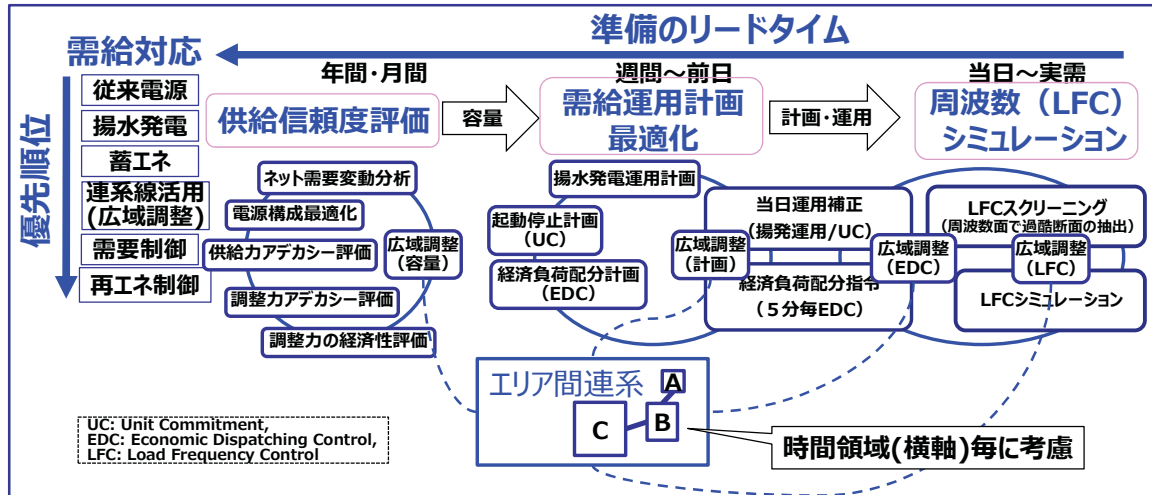 準備のリードタイム
需給対応
年間・月間
週間～前日
当日～実需
優先順位
従来電源
揚水発電
蓄エネ
連系線活用
(広域調整)
需要制御
再エネ制御
供給信頼度評価
容量
需給運用計画
最適化
計画・運用
周波数（LFC）
シミュレーション
ネット需要変動分析
電源構成最適化
供給力アデカシー評価
調整力アデカシー評価
調整力の経済性評価
広域調整
(容量)
揚水発電運用計画
起動停止計画
(UC)
経済負荷配分計画
(EDC)
広域調整
(計画)
当日運用補正
(揚発運用/UC)
経済負荷配分指令
(５分毎EDC)
広域調整
(EDC)
LFCスクリーニング
(周波数面で過酷断面の抽出)
広域調整
(LFC)
LFCシミュレーション
エリア間連系
A
B
C
時間領域(横軸)毎に考慮
UC: Unit Commitment,
EDC: Economic Dispatching Control,
LFC: Load Frequency Control